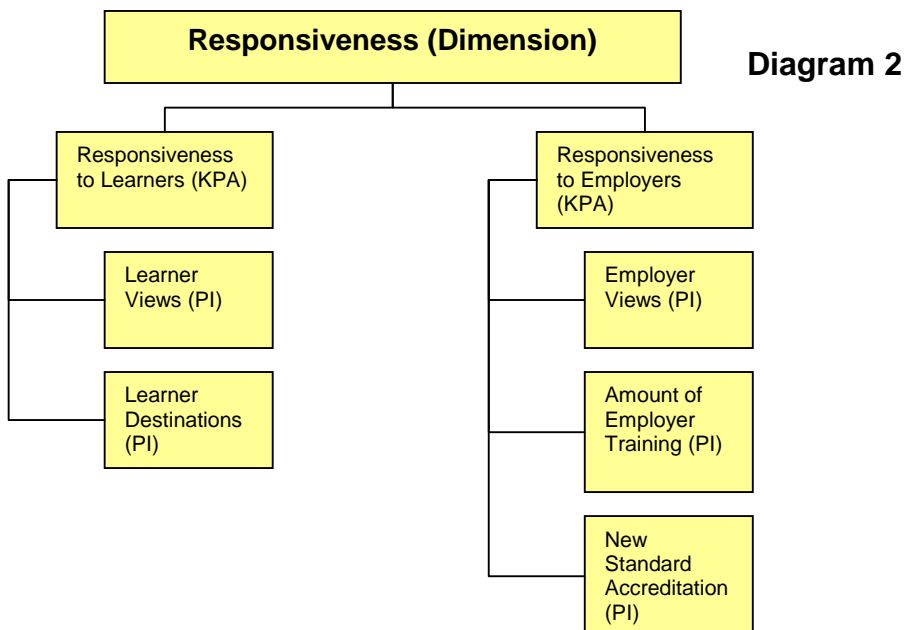 Responsiveness (Dimension)
Diagram 2
Responsiveness
to Learners (KPA)
Learner
Views (PI)
Learner
Destinations
(PI)
Responsiveness
to Employers
(KPA)
Employer
Views (PI)
Amount of
Employer
Training (PI)
New
Standard
Accreditation
(PI)